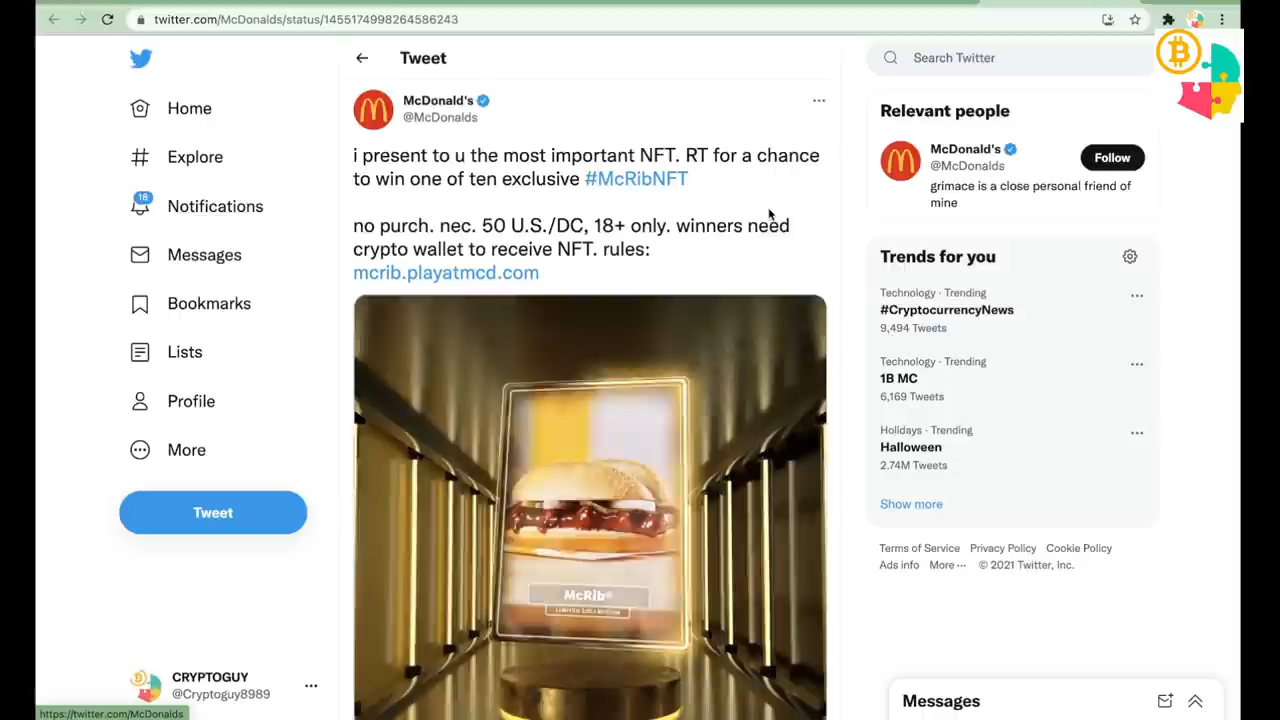 twitter.com/McDonalds/status/1455174998264586243
Home
Explore
18
Notifications
Messages
Bookmarks
Lists
Profile
More
Tweet
CRYPTOGUY
@Cryptoguy8989
https://twitter.com/McDonalds
Tweet
McDonald's
@McDonalds
i present to u the most important NFT. RT for a chance
to win one of ten exclusive #McRibNFT
no purch. nec. 50 U.S./DC, 18+ only. winners need
crypto wallet to receive NFT. rules:
mcrib.playatmcd.com
McRib®
LIMITED EDITION
Search Twitter
Relevant people
McDonald's
@McDonalds
Follow
grimace is a close personal friend of
mine
Trends for you
Technology · Trending
#CryptocurrencyNews
9,494 Tweets
Technology · Trending
1B MC
6,169 Tweets
Holidays · Trending
Halloween
2.74M Tweets
Show more
Terms of Service Privacy Policy Cookie Policy
Ads info More ··· © 2021 Twitter, Inc.
Messages